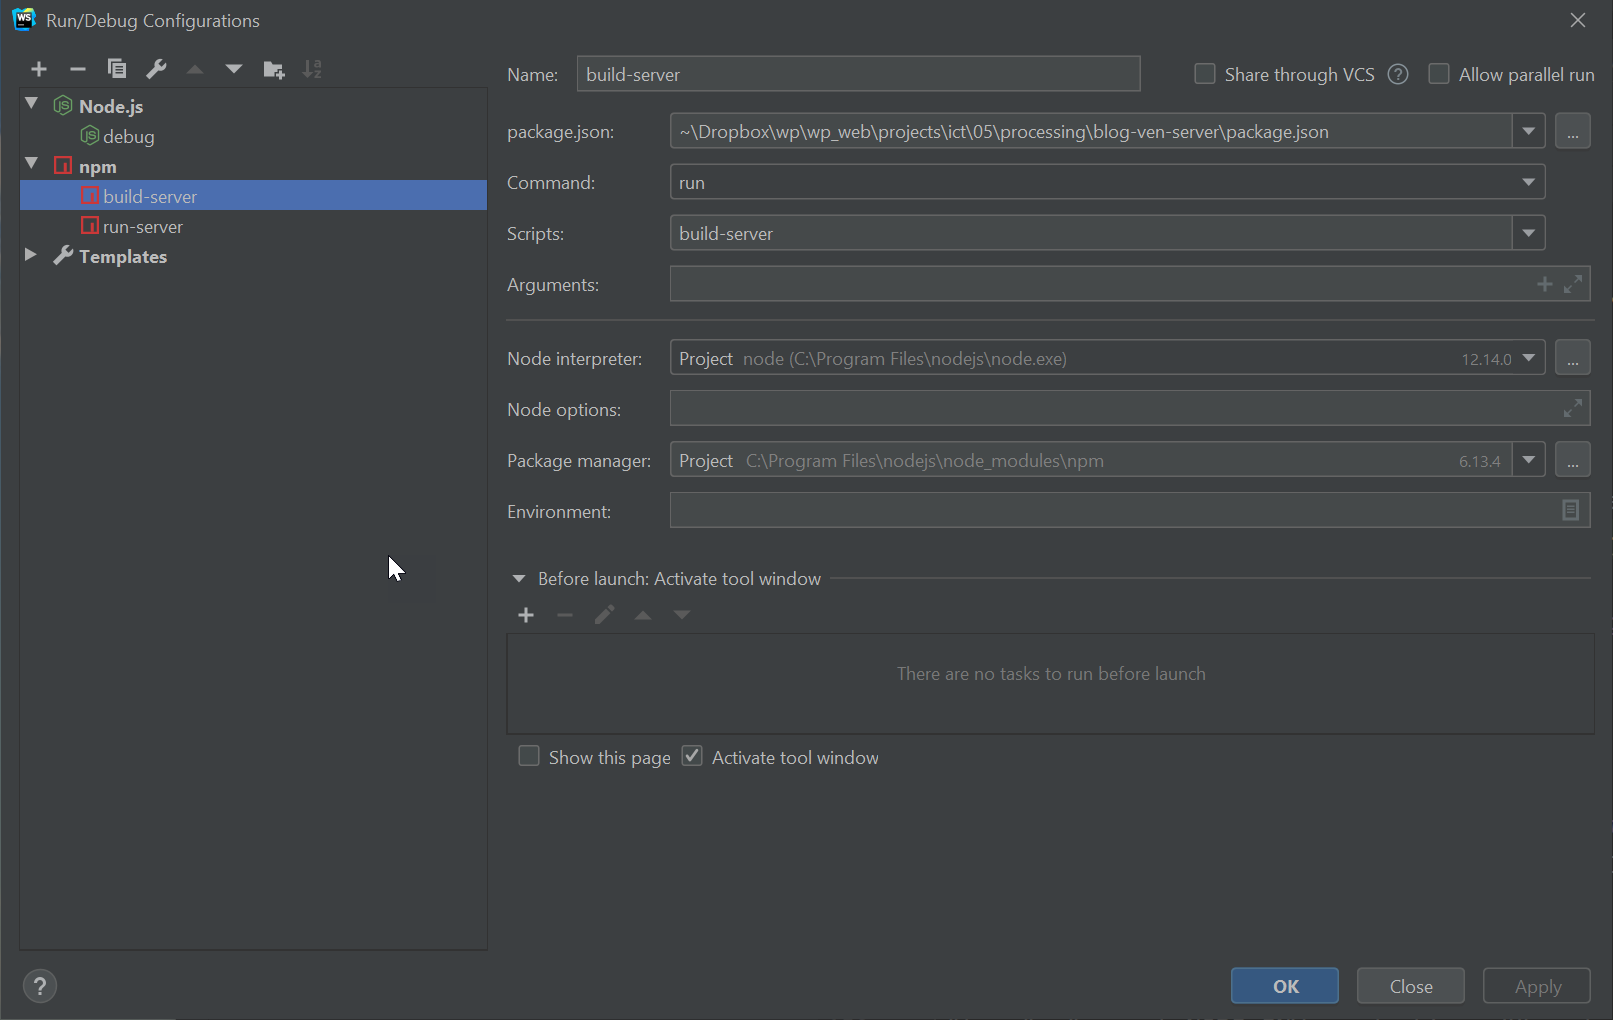 WS Run/Debug Configurations
Node.js
debug
npm
build-server
run-server
Templates
Name: build-server Share through VCS ? Allow parallel run
package.json: ~\Dropbox\wp\wp_web\projects\ict\05\processing\blog-ven-server\package.json ...
Command: run
Scripts: build-server
Arguments:
Node interpreter: Project node (C:\Program Files\nodejs\node.exe) 12.14.0 ...
Node options:
Package manager: Project C:\Program Files\nodejs\node_modules\npm 6.13.4 ...
Environment:
Before launch: Activate tool window
There are no tasks to run before launch
Show this page Activate tool window
? OK Close Apply